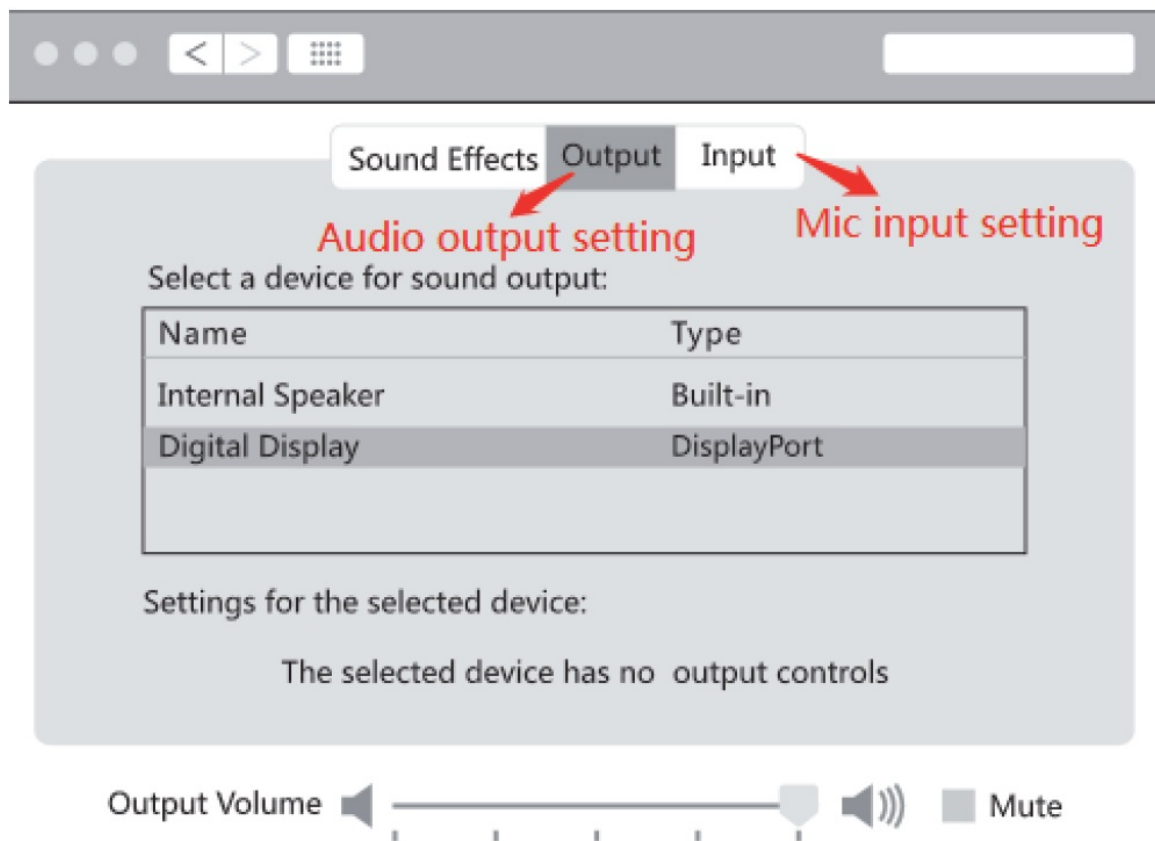 Sound Effects Output Input
Audio output setting Mic input setting
Select a device for sound output:
Name Type
Internal Speaker Built-in
Digital Display DisplayPort
Settings for the selected device:
The selected device has no output controls
Output Volume Mute